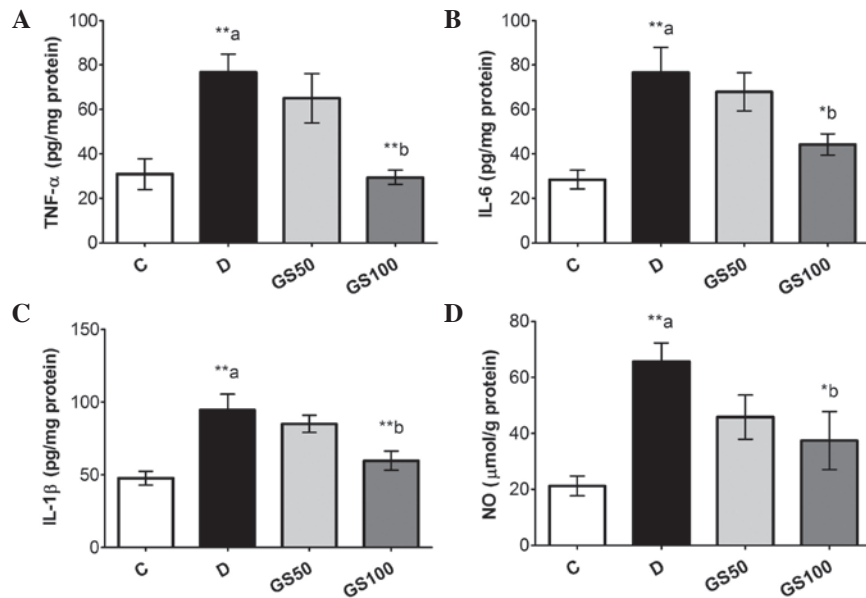 A
TNF-α (pg/mg protein)
100
80
60
40
20
0
**a
**b
C
D
GS50
GS100
B
IL-6 (pg/mg protein)
100
80
60
40
20
0
**a
*b
C
D
GS50
GS100
C
IL-1β (pg/mg protein)
150
100
50
0
**a
**b
C
D
GS50
GS100
D
NO (μmol/g protein)
80
60
40
20
0
**a
*b
C
D
GS50
GS100